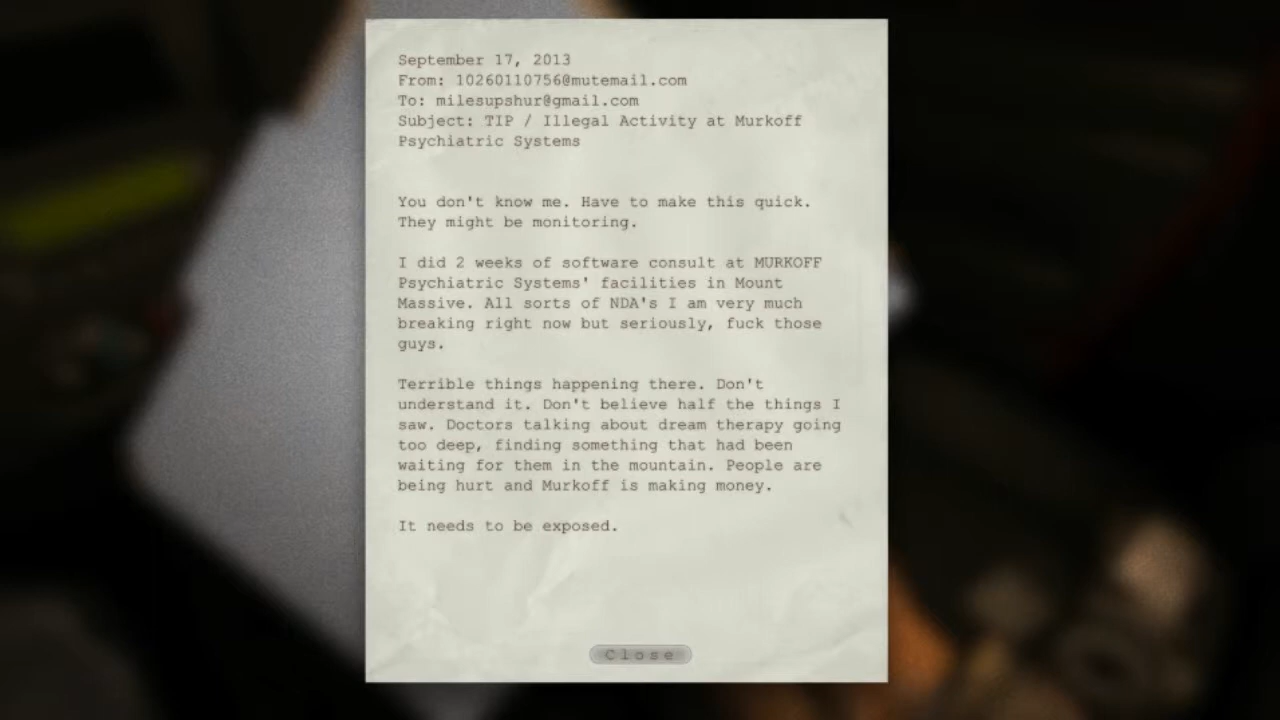 September 17, 2013
From: 10260110756@mutemail.com
To: milesupshur@gmail.com
Subject: TIP / Illegal Activity at Murkoff
Psychiatric Systems
You don't know me. Have to make this quick.
They might be monitoring.
I did 2 weeks of software consult at MURKOFF
Psychiatric Systems' facilities in Mount
Massive. All sorts of NDA's I am very much
breaking right now but seriously, fuck those
guys.
Terrible things happening there. Don't
understand it. Don't believe half the things I
saw. Doctors talking about dream therapy going
too deep, finding something that had been
waiting for them in the mountain. People are
being hurt and Murkoff is making money.
It needs to be exposed.
Close